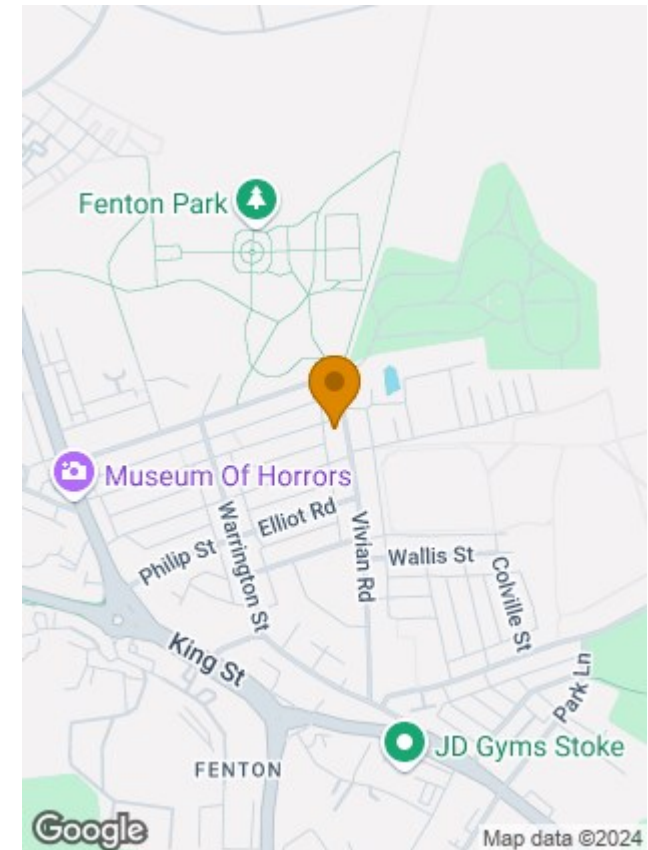 Fenton Park
Museum Of Horrors
Elliot Rd
Philip St
Warrington St
Vivian Rd
Wallis St
Colville St
King St
Park Ln
JD Gyms Stoke
FENTON
Google
Map data ©2024